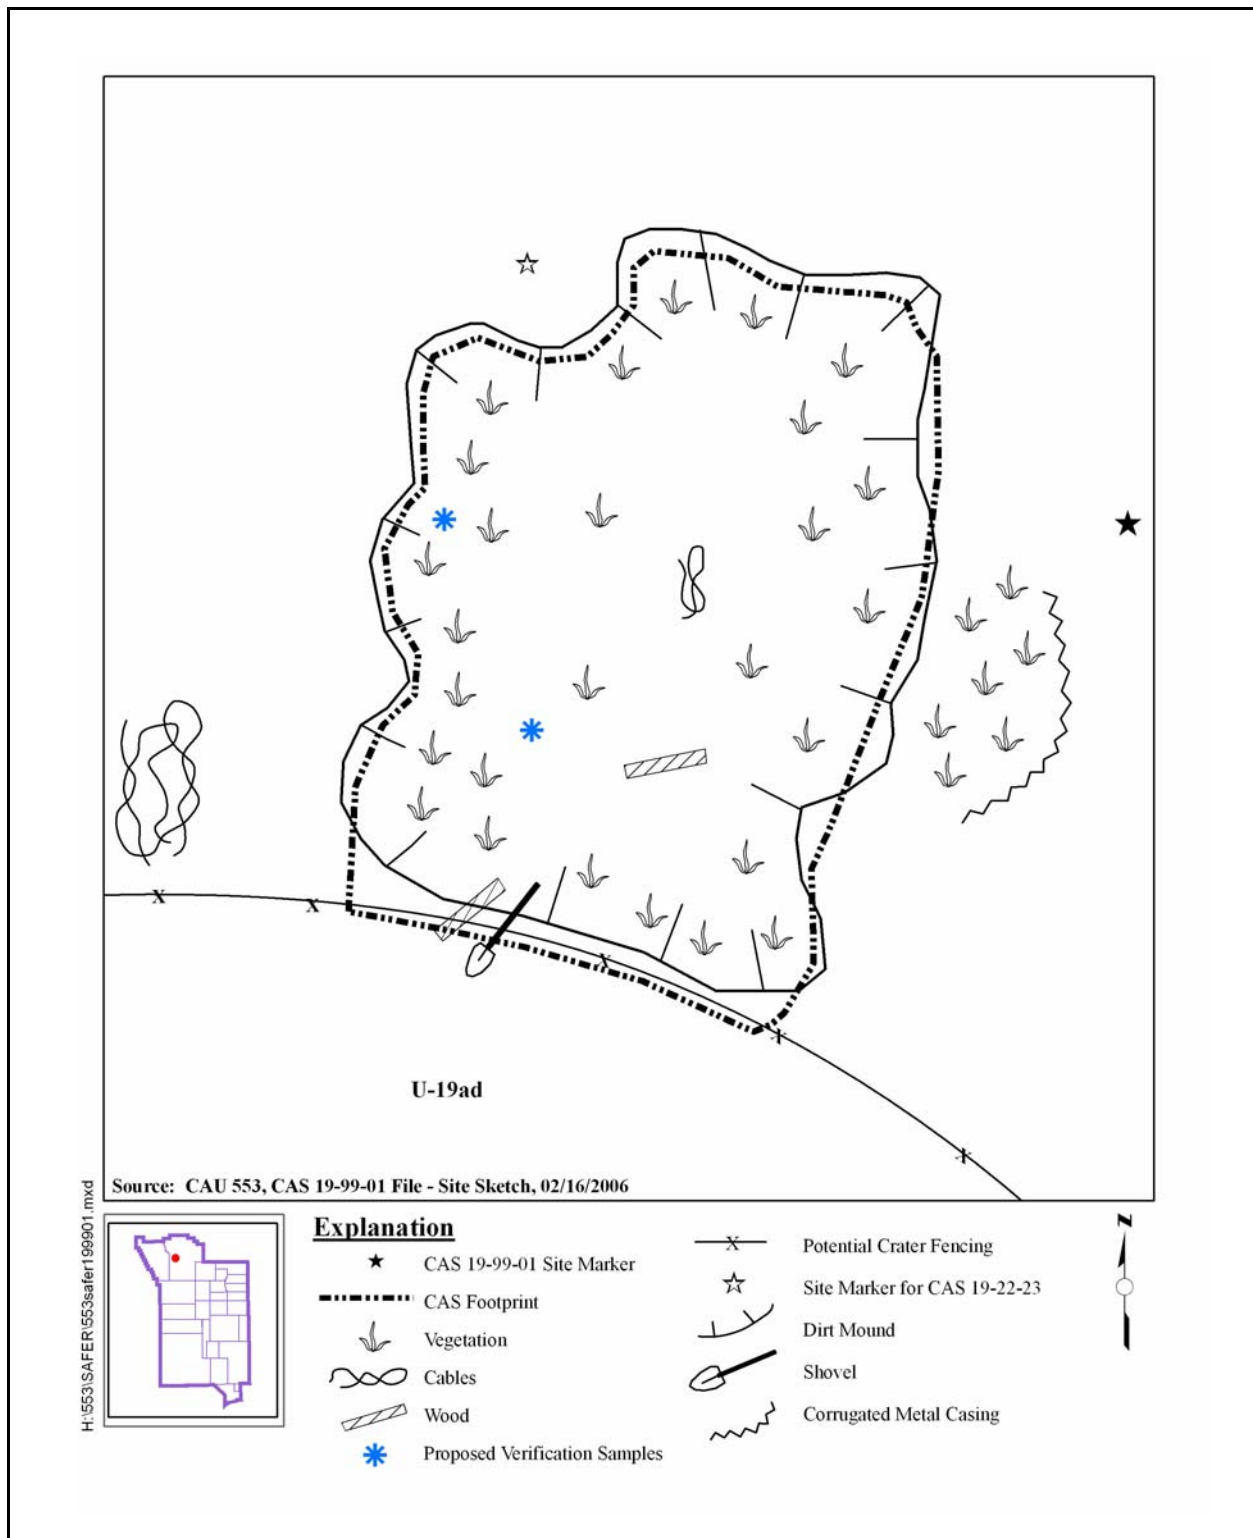 U-19ad
Source: CAU 553, CAS 19-99-01 File - Site Sketch, 02/16/2006
H:\553\SAFER\553safer199901.mxd
Explanation
CAS 19-99-01 Site Marker
CAS Footprint
Vegetation
Cables
Wood
Proposed Verification Samples
X
Potential Crater Fencing
Site Marker for CAS 19-22-23
Dirt Mound
Shovel
Corrugated Metal Casing
N